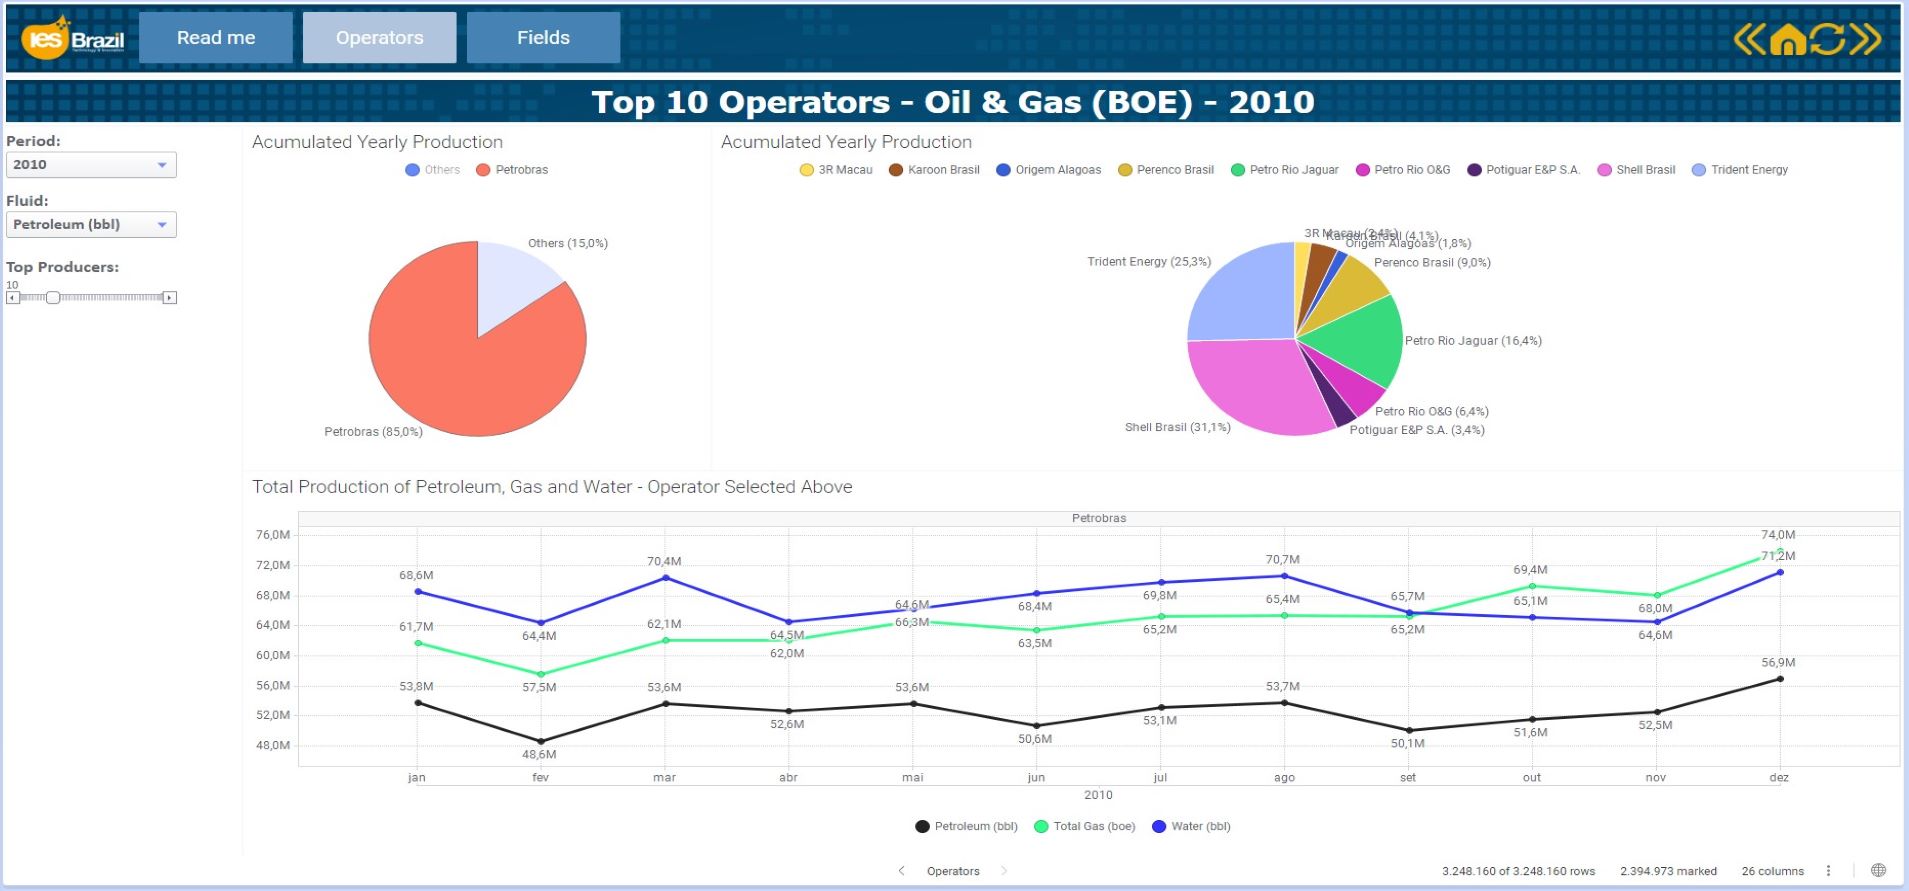 IES Brazil
Read me
Operators
Fields
Top 10 Operators - Oil & Gas (BOE) - 2010
Period:
2010
Fluid:
Petroleum (bbl)
Top Producers:
10
Acumulated Yearly Production
Others Petrobras
Others (15,0%)
Petrobras (85,0%)
Acumulated Yearly Production
3R Macau Karoon Brasil Origem Alagoas Perenco Brasil Petro Rio Jaguar Petro Rio O&G Potiguar E&P S.A. Shell Brasil Trident Energy
3R Macau (2,4%)
Karoon Brasil (4,1%)
Origem Alagoas (1,8%)
Trident Energy (25,3%)
Perenco Brasil (9,0%)
Petro Rio Jaguar (16,4%)
Petro Rio O&G (6,4%)
Shell Brasil (31,1%)
Potiguar E&P S.A. (3,4%)
Total Production of Petroleum, Gas and Water - Operator Selected Above
Petrobras
76,0M
72,0M
68,0M
64,0M
60,0M
56,0M
52,0M
48,0M
68,6M
61,7M
53,8M
64,4M
57,5M
48,6M
70,4M
62,1M
53,6M
64,5M
62,0M
52,6M
64,6M
66,3M
53,6M
68,4M
63,5M
50,6M
69,8M
65,2M
53,1M
70,7M
65,4M
53,7M
65,7M
65,2M
50,1M
69,4M
65,1M
51,6M
68,0M
64,6M
52,5M
74,0M
71,2M
56,9M
jan fev mar abr mai jun jul ago set out nov dez
2010
Petroleum (bbl) Total Gas (boe) Water (bbl)
Operators
3.248.160 of 3.248.160 rows 2.394.973 marked 26 columns